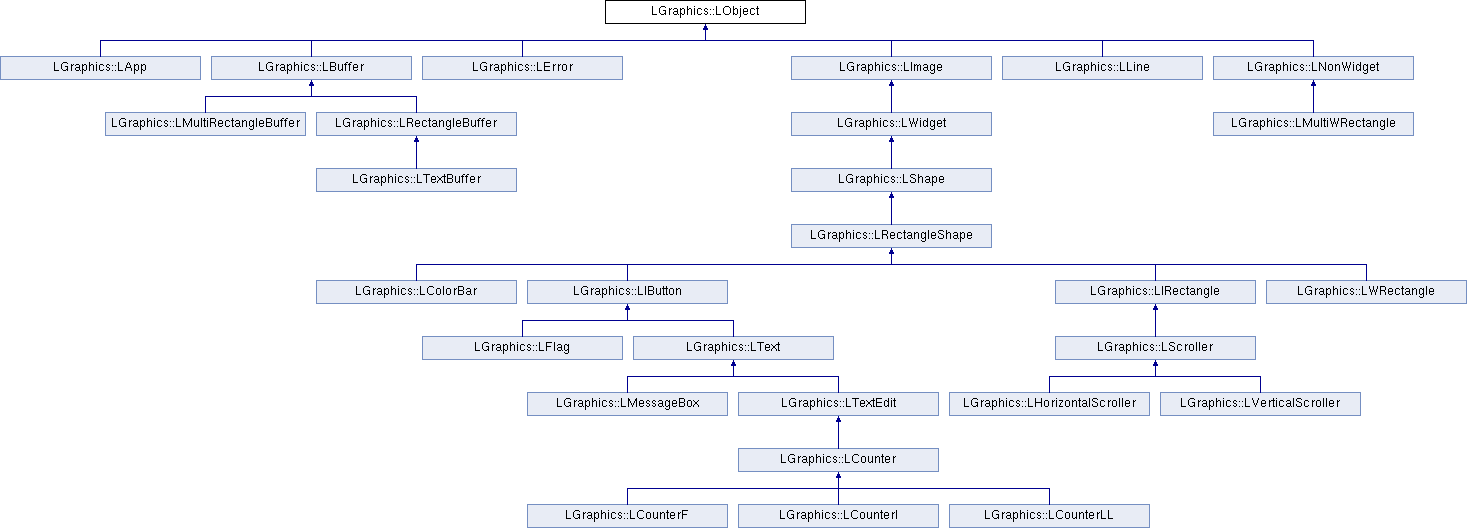 LGraphics::LObject
LGraphics::LApp
LGraphics::LBuffer
LGraphics::LError
LGraphics::LImage
LGraphics::LLine
LGraphics::LNonWidget
LGraphics::LMultiRectangleBuffer
LGraphics::LRectangleBuffer
LGraphics::LWidget
LGraphics::LMultiWRectangle
LGraphics::LTextBuffer
LGraphics::LShape
LGraphics::LRectangleShape
LGraphics::LColorBar
LGraphics::LIButton
LGraphics::LIRectangle
LGraphics::LWRectangle
LGraphics::LFlag
LGraphics::LText
LGraphics::LScroller
LGraphics::LMessageBox
LGraphics::LTextEdit
LGraphics::LHorizontalScroller
LGraphics::LVerticalScroller
LGraphics::LCounter
LGraphics::LCounterF
LGraphics::LCounterI
LGraphics::LCounterLL